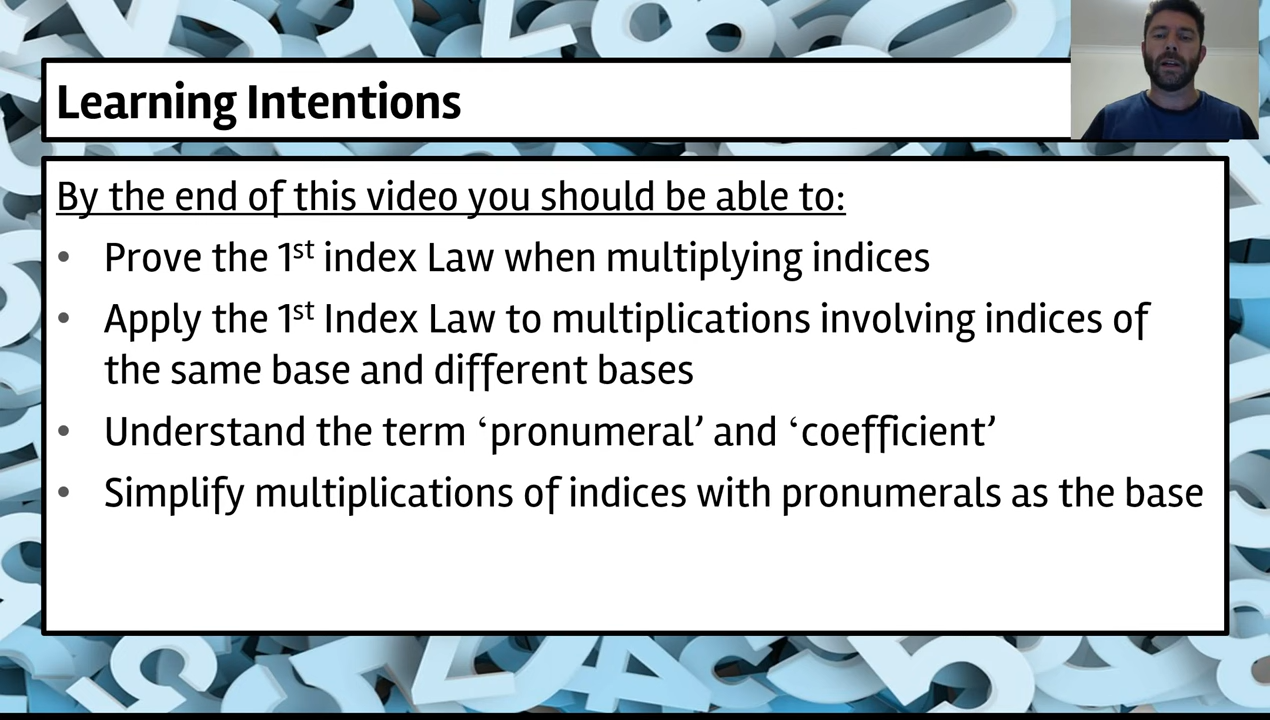 Learning Intentions
By the end of this video you should be able to:
• Prove the 1st index Law when multiplying indices
• Apply the 1st Index Law to multiplications involving indices of
the same base and different bases
• Understand the term ‘pronumeral’ and ‘coefficient’
• Simplify multiplications of indices with pronumerals as the base